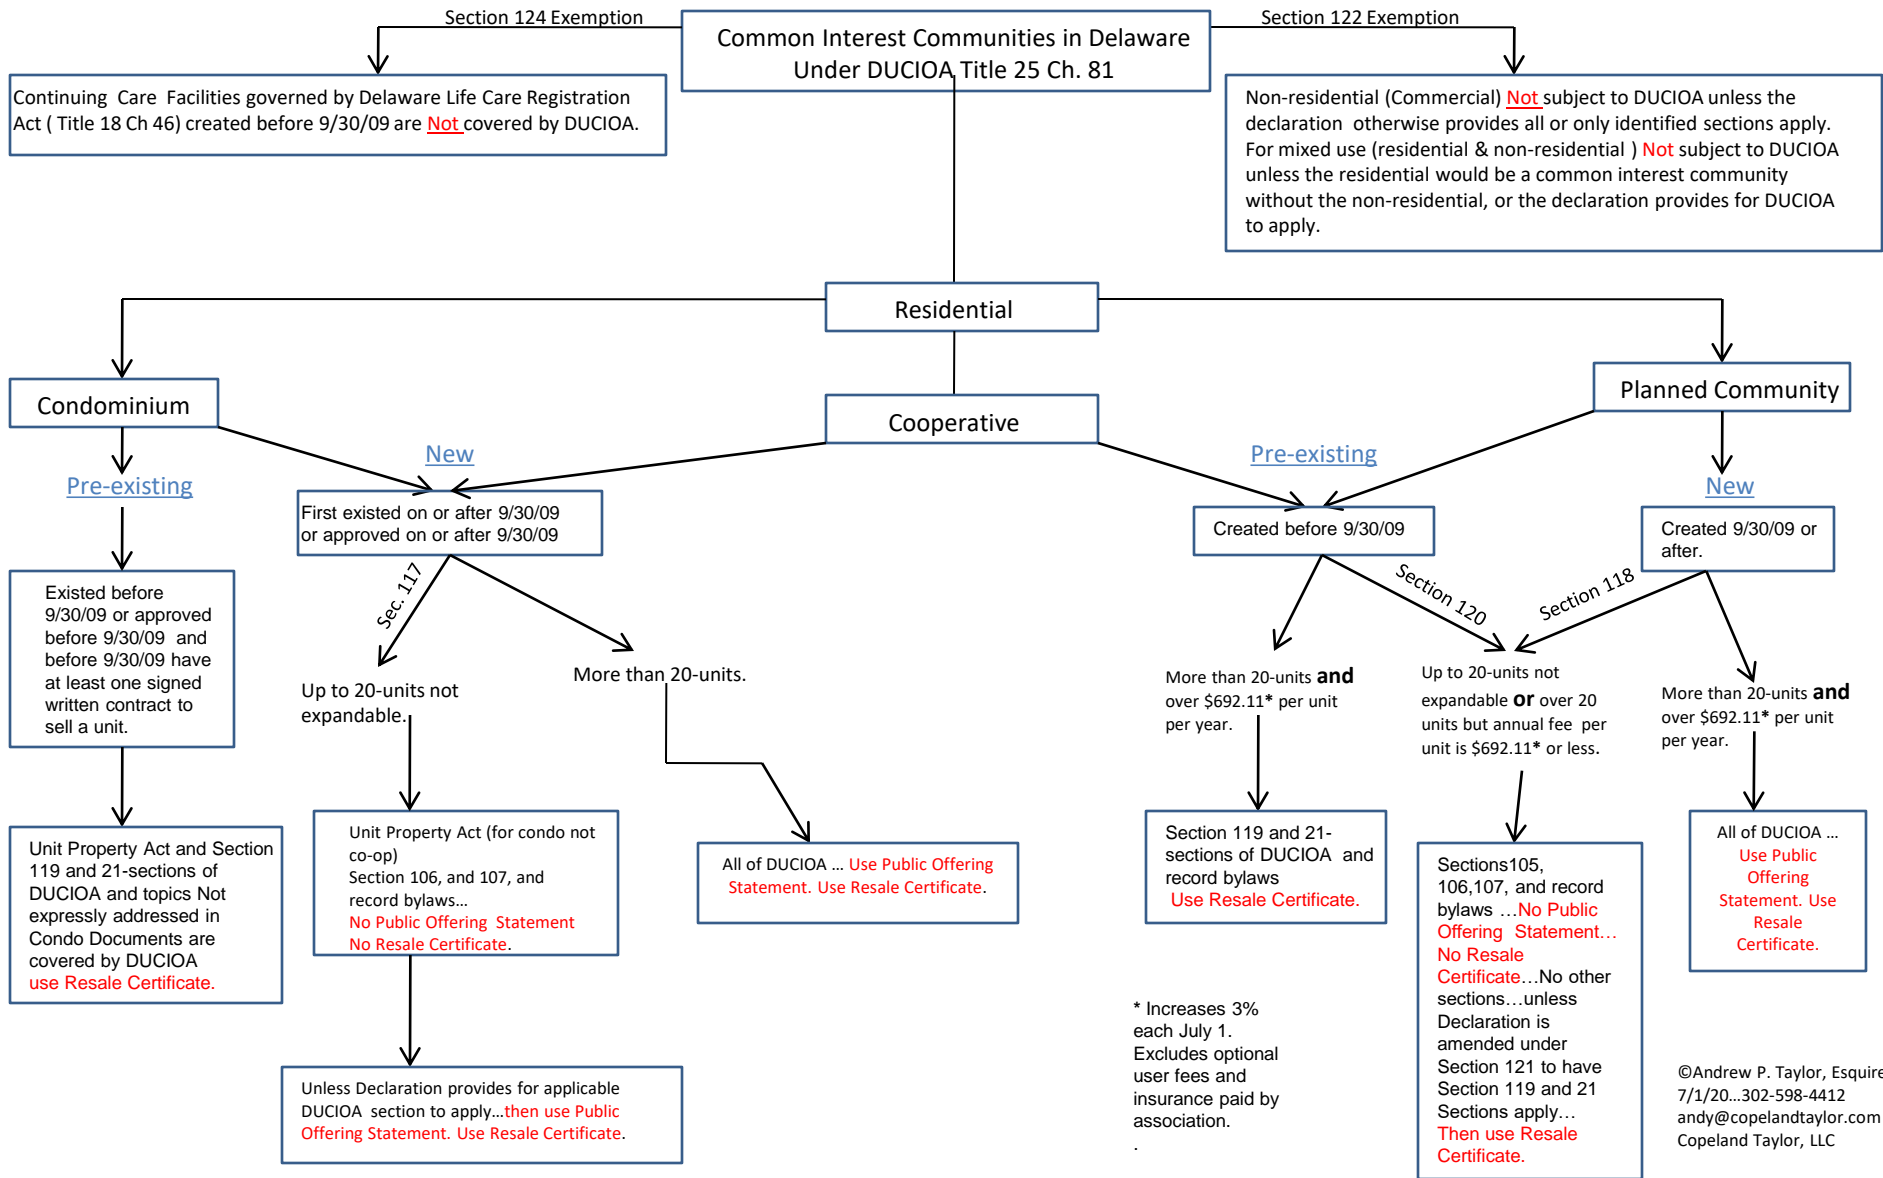 Section 124 Exemption
Section 122 Exemption
Common Interest Communities in Delaware
Under DUCIOA Title 25 Ch. 81
Continuing Care Facilities governed by Delaware Life Care Registration
Act ( Title 18 Ch 46) created before 9/30/09 are Not covered by DUCIOA.
Non-residential (Commercial) Not subject to DUCIOA unless the
declaration otherwise provides all or only identified sections apply.
For mixed use (residential & non-residential ) Not subject to DUCIOA
unless the residential would be a common interest community
without the non-residential, or the declaration provides for DUCIOA
to apply.
Residential
Condominium
Cooperative
Planned Community
New
Pre-existing
Pre-existing
New
First existed on or after 9/30/09
or approved on or after 9/30/09
Created before 9/30/09
Created 9/30/09 or
after.
Existed before
9/30/09 or approved
before 9/30/09 and
before 9/30/09 have
at least one signed
written contract to
sell a unit.
Sec. 117
Section 120
Section 118
Up to 20-units not
expandable.
More than 20-units.
More than 20-units and
over $692.11* per unit
per year.
Up to 20-units not
expandable or over 20
units but annual fee per
unit is $692.11* or less.
More than 20-units and
over $692.11* per unit
per year.
Unit Property Act and Section
119 and 21-sections of
DUCIOA and topics Not
expressly addressed in
Condo Documents are
covered by DUCIOA
use Resale Certificate.
Unit Property Act (for condo not
co-op)
Section 106, and 107, and
record bylaws…
No Public Offering Statement
No Resale Certificate.
All of DUCIOA … Use Public Offering
Statement. Use Resale Certificate.
Section 119 and 21-
sections of DUCIOA and
record bylaws
Use Resale Certificate.
Sections105,
106,107, and record
bylaws …No Public
Offering Statement…
No Resale
Certificate…No other
sections…unless
Declaration is
amended under
Section 121 to have
Section 119 and 21
Sections apply…
Then use Resale
Certificate.
All of DUCIOA …
Use Public
Offering
Statement. Use
Resale
Certificate.
Unless Declaration provides for applicable
DUCIOA section to apply…then use Public
Offering Statement. Use Resale Certificate.
* Increases 3%
each July 1.
Excludes optional
user fees and
insurance paid by
association.
.
©Andrew P. Taylor, Esquire
7/1/20…302-598-4412
andy@copelandtaylor.com
Copeland Taylor, LLC